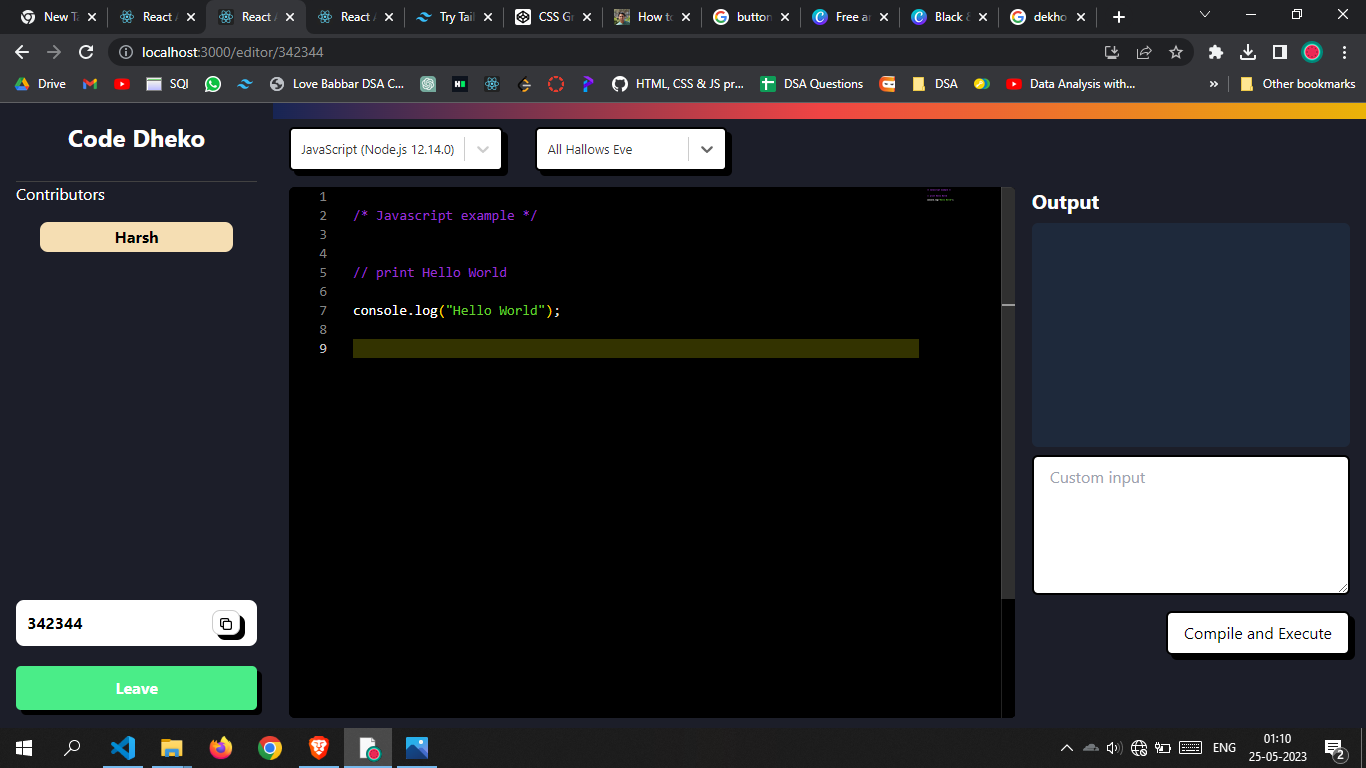 New Ta
React A
React A
React A
Try Tail
CSS Gr
How to
button
Free an
Black &
dekho
localhost:3000/editor/342344
Drive
SQl
Love Babbar DSA C...
HTML, CSS & JS pr...
DSA Questions
DSA
Data Analysis with...
»
Other bookmarks
Code Dheko
Contributors
Harsh
342344
Leave
JavaScript (Node.js 12.14.0)
All Hallows Eve
1
2 /* Javascript example */
3
4
5 // print Hello World
6
7 console.log("Hello World");
8
9
Output
Custom input
Compile and Execute
ENG
01:10
25-05-2023
2